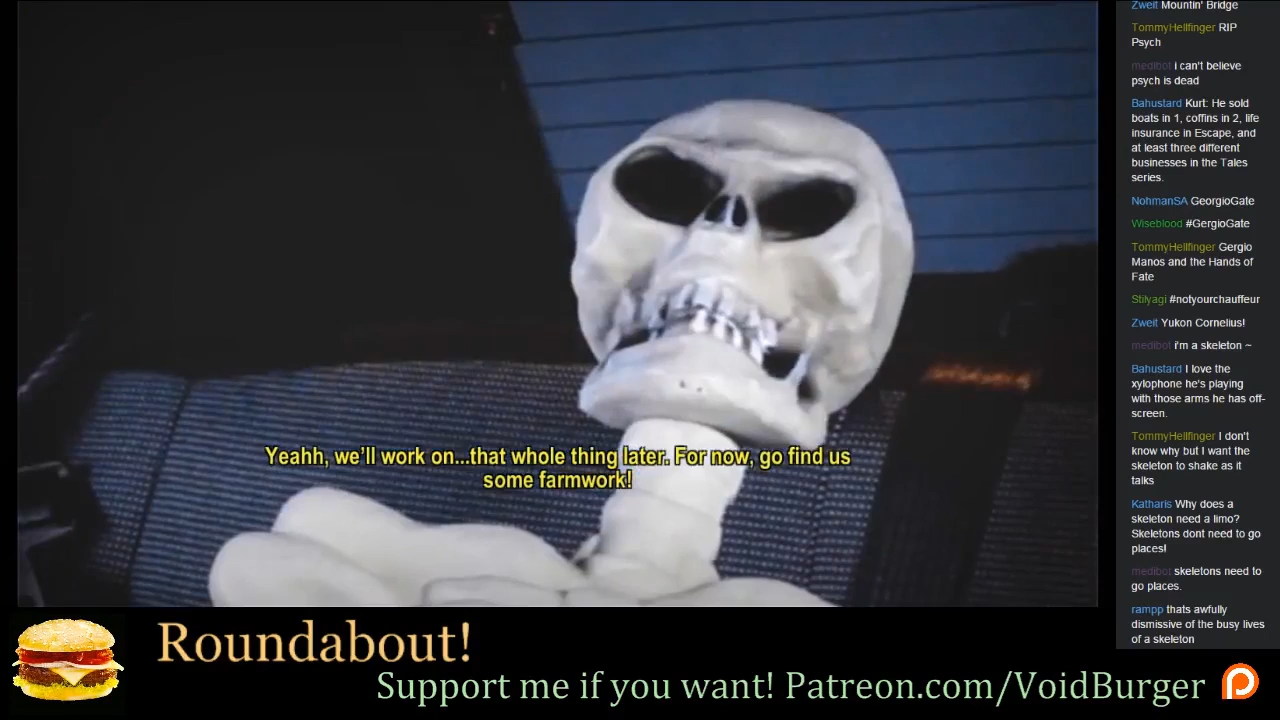 Yeahh, we'll work on...that whole thing later. For now, go find us
some farmwork!
Roundabout!
Support me if you want! Patreon.com/VoidBurger
Zweit Mountin' Bridge
TommyHellfinger RIP
Psych
medibot i can't believe
psych is dead
Bahustard Kurt: He sold
boats in 1, coffins in 2, life
insurance in Escape, and
at least three different
businesses in the Tales
series.
NohmanSA GeorgioGate
Wiseblood #GergioGate
TommyHellfinger Gergio
Manos and the Hands of
Fate
Stilyagi #notyourchauffeur
Zweit Yukon Cornelius!
medibot i'm a skeleton ~
Bahustard I love the
xylophone he's playing
with those arms he has off-
screen.
TommyHellfinger I don't
know why but I want the
skeleton to shake as it
talks
Katharis Why does a
skeleton need a limo?
Skeletons dont need to go
places!
medibot skeletons need to
go places.
rampp thats awfully
dismissive of the busy lives
of a skeleton